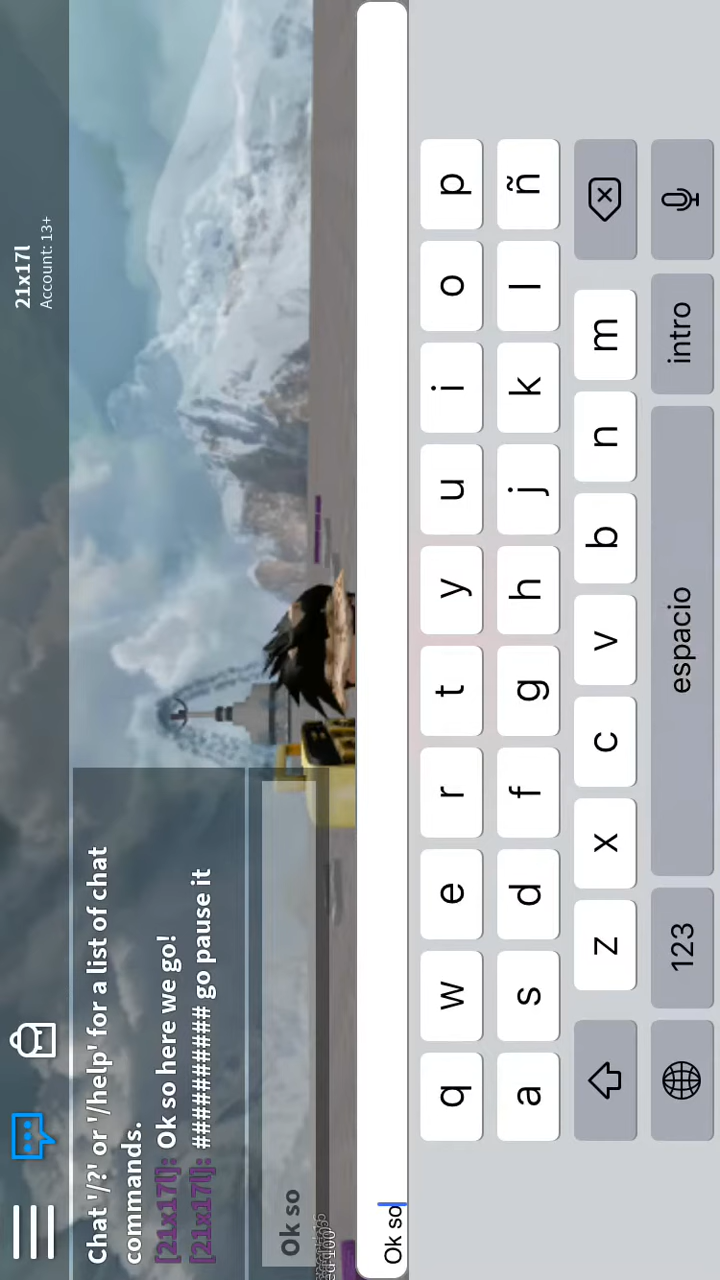 21x17l
Account: 13+
Chat '/?' or '/help' for a list of chat
commands.
[21x17l]: Ok so here we go!
[21x17l]: ########### go pause it
Ok so
Ok so
q w e r t y u i o p
a s d f g h j k l ñ
z x c v b n m
123 espacio intro